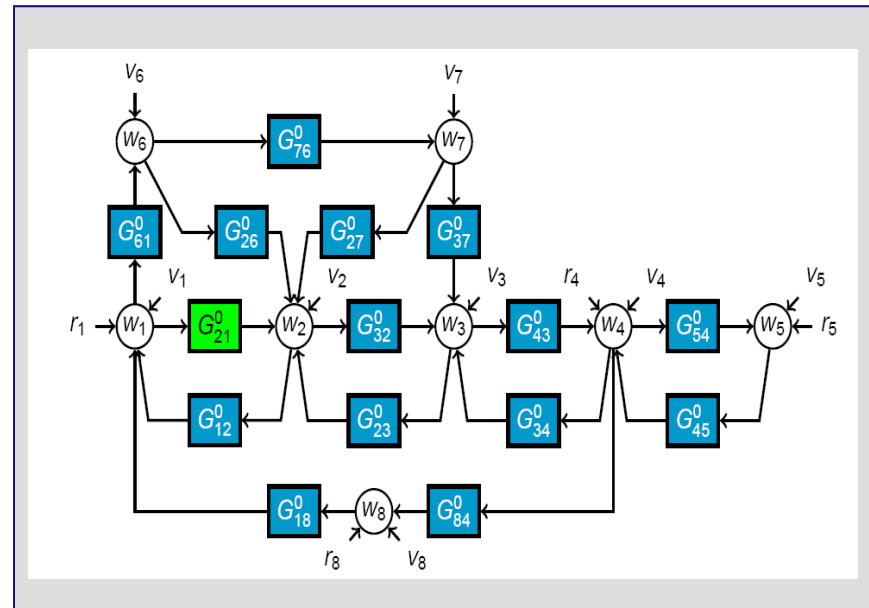 v₆ v₇
w₆ G⁰₇₆ w₇
G⁰₆₁ G⁰₂₆ G⁰₂₇ G⁰₃₇
v₁ v₂ v₃ r₄ v₄ v₅
r₁ w₁ G⁰₂₁ w₂ G⁰₃₂ w₃ G⁰₄₃ w₄ G⁰₅₄ w₅ r₅
G⁰₁₂ G⁰₂₃ G⁰₃₄ G⁰₄₅
G⁰₁₈ w₈ G⁰₈₄
r₈ v₈